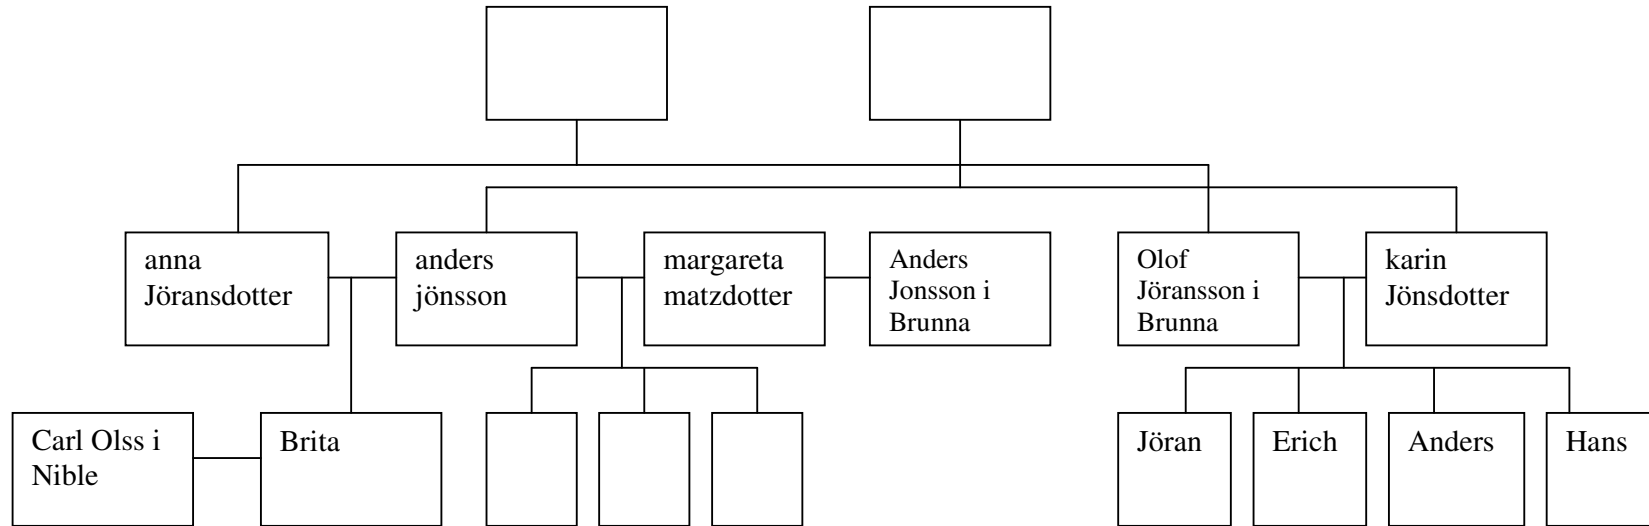 anna
Jöransdotter
anders
jönsson
margareta
matzdotter
Anders
Jonsson i
Brunna
Olof
Jöransson i
Brunna
karin
Jönsdotter
Carl Olss i
Nible
Brita
Jöran
Erich
Anders
Hans